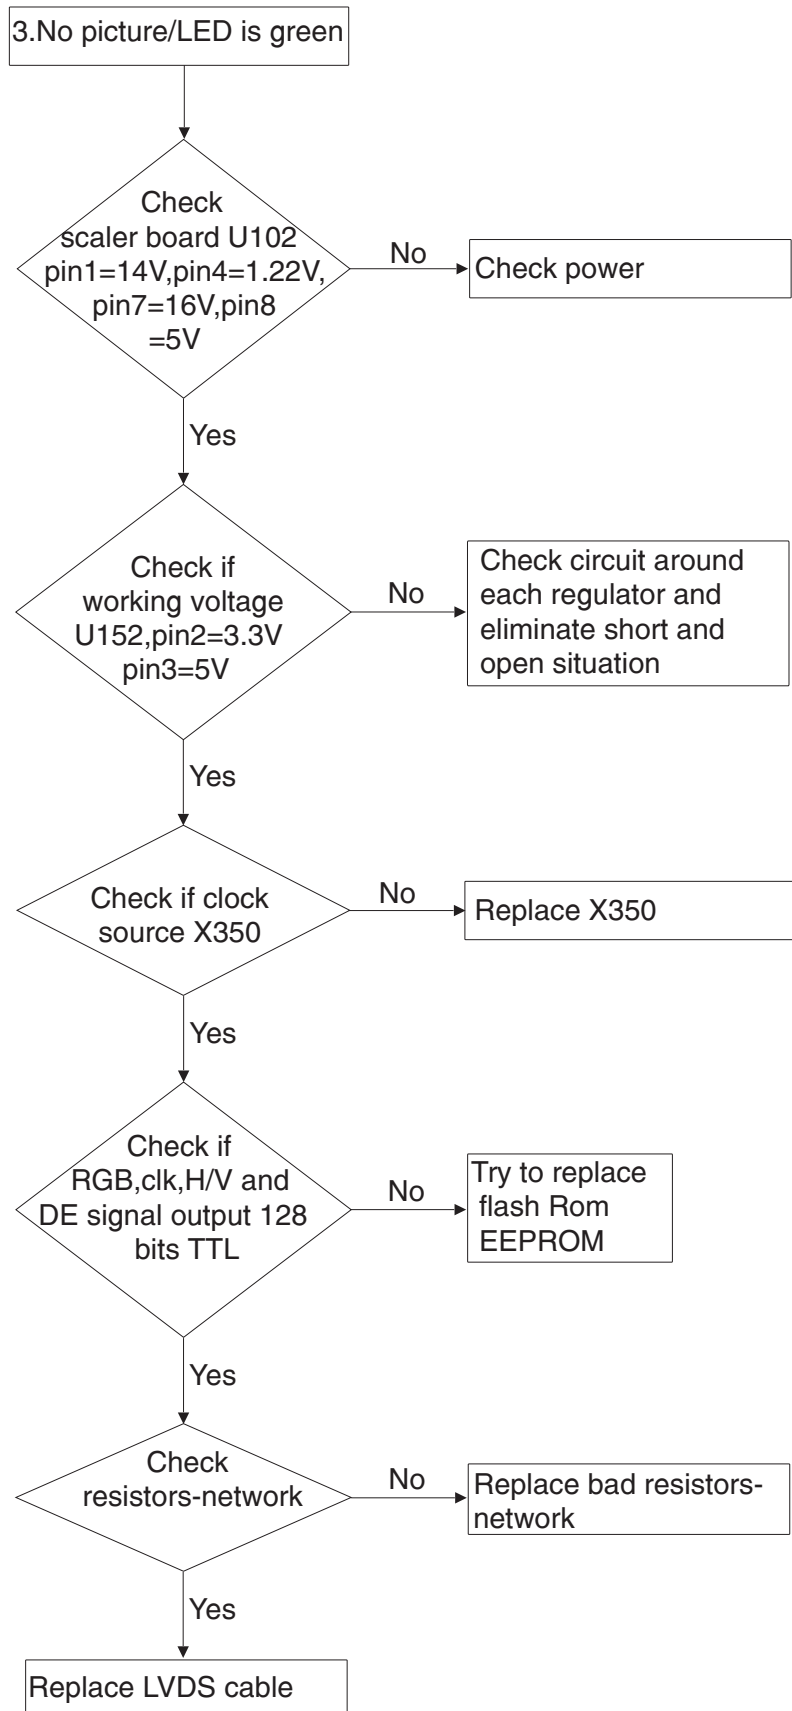 3.No picture/LED is green
Check
scaler board U102
pin1=14V,pin4=1.22V,
pin7=16V,pin8
=5V
No
Check power
Yes
Check if
working voltage
U152,pin2=3.3V
pin3=5V
No
Check circuit around
each regulator and
eliminate short and
open situation
Yes
Check if clock
source X350
No
Replace X350
Yes
Check if
RGB,clk,H/V and
DE signal output 128
bits TTL
No
Try to replace
flash Rom
EEPROM
Yes
Check
resistors-network
No
Replace bad resistors-
network
Yes
Replace LVDS cable